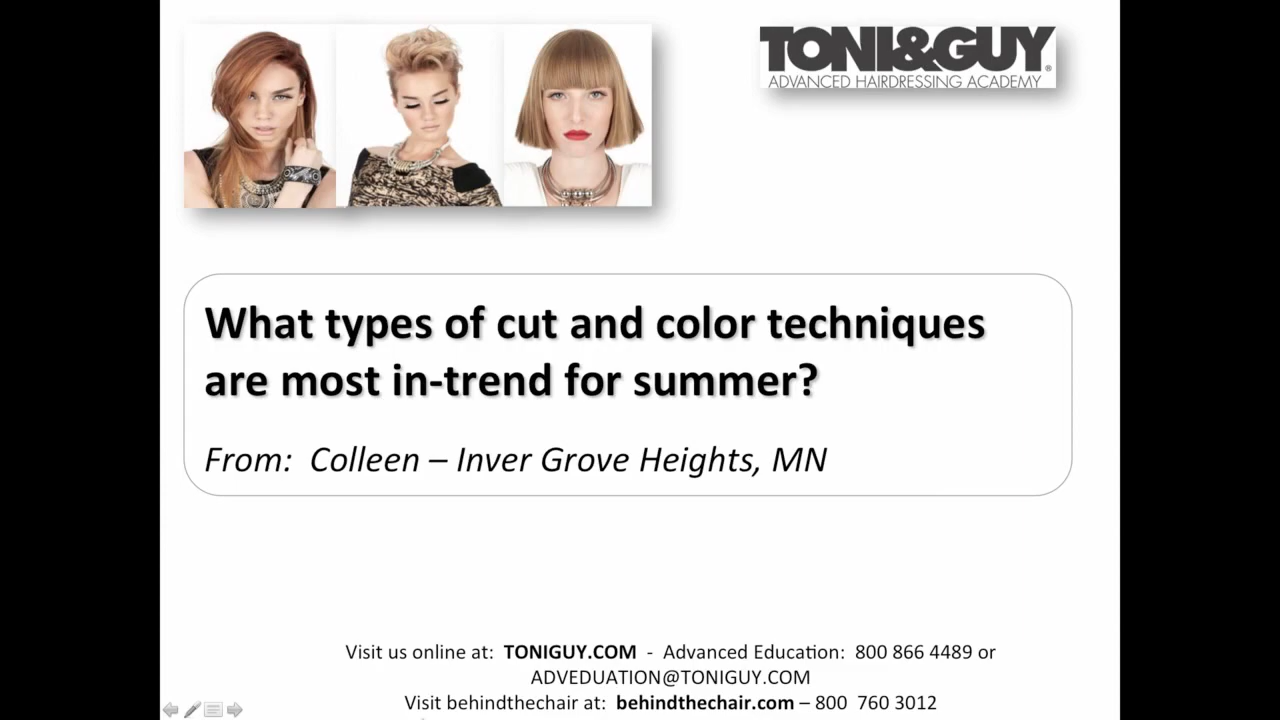 TONI&GUY®
ADVANCED HAIRDRESSING ACADEMY
What types of cut and color techniques
are most in-trend for summer?
From: Colleen – Inver Grove Heights, MN
Visit us online at: TONIGUY.COM - Advanced Education: 800 866 4489 or
ADVEDUATION@TONIGUY.COM
Visit behindthechair at: behindthechair.com – 800 760 3012